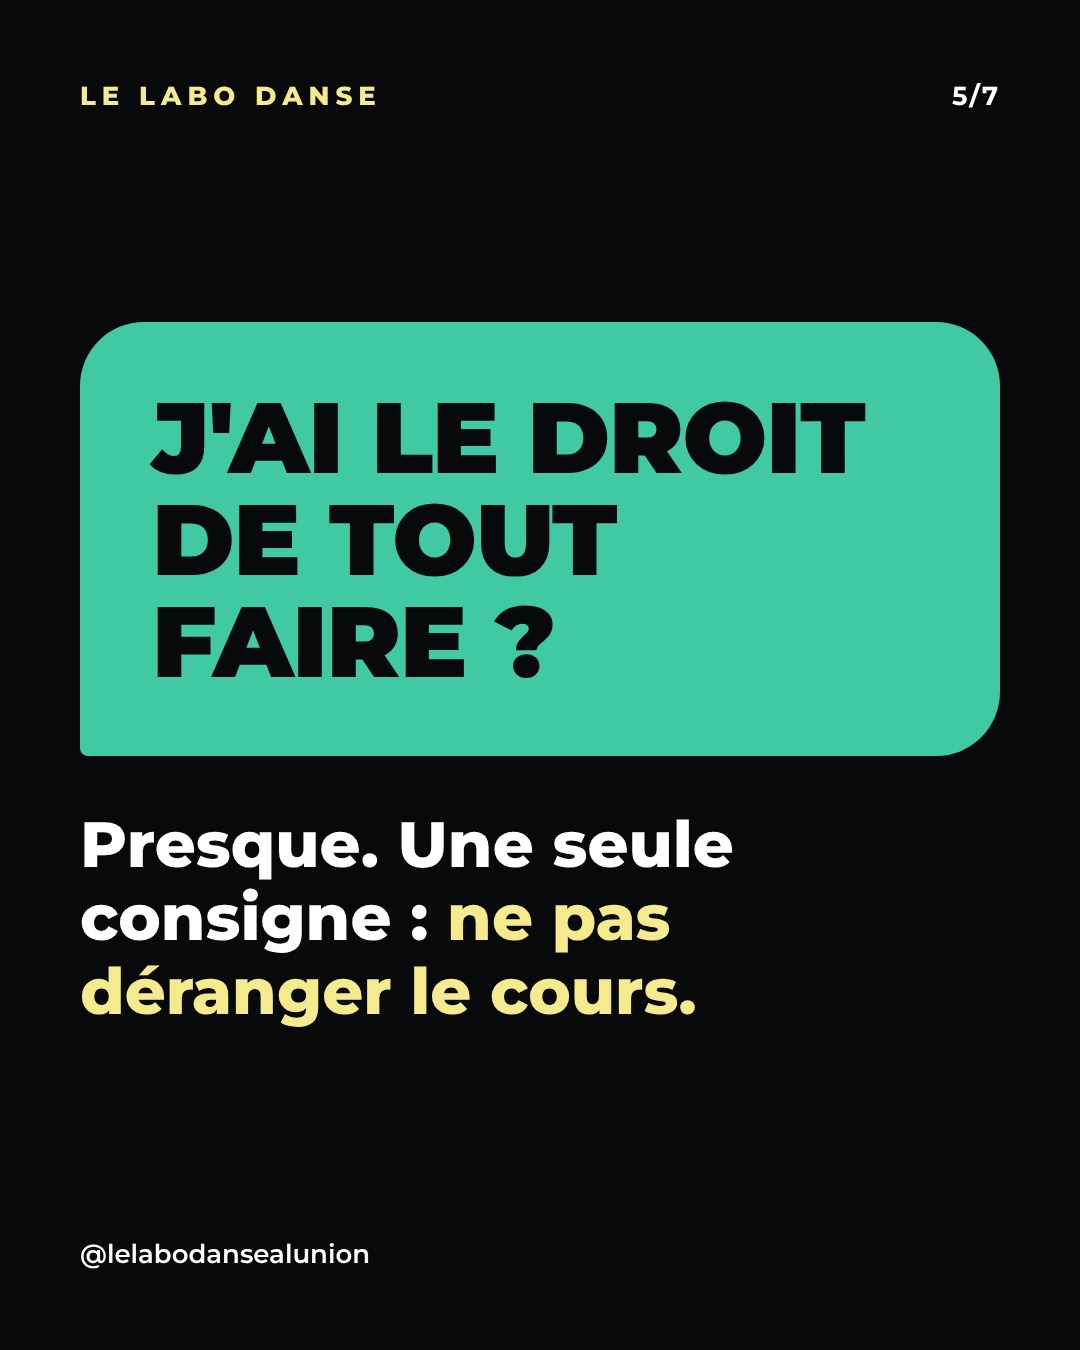 LE LABO DANSE
5/7
J'AI LE DROIT
DE TOUT
FAIRE ?
Presque. Une seule
consigne : ne pas
déranger le cours.
@lelabodansealunion